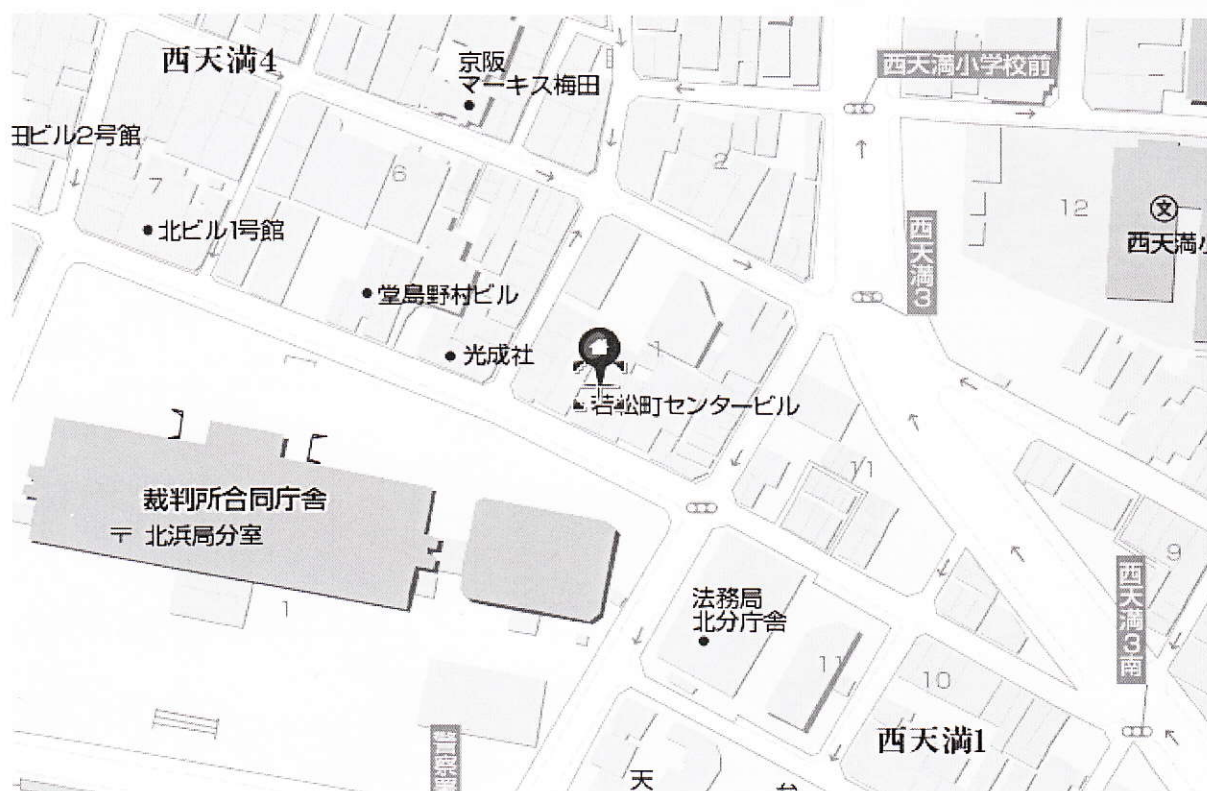 西天満4
京阪
マーキス梅田
西天満小学校前
田ビル2号館
2
6
7
12
文
西天満小
北ビル1号館
西天満3
堂島野村ビル
光成社
1
若松町センタービル
11
裁判所合同庁舎
〒 北浜局分室
9
法務局
北分庁舎
西天満3南
1
11
10
西天満1
警察署
天